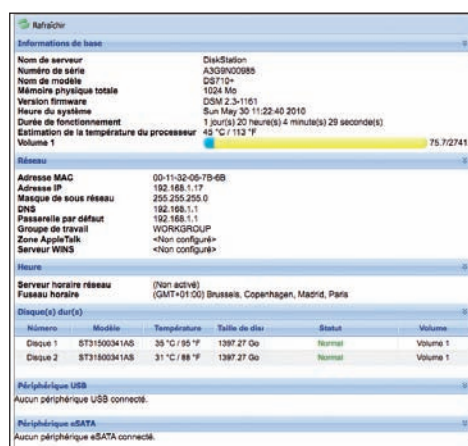 Rafraîchir
Informations de base
Nom de serveur DiskStation
Numéro de série A3G9N00985
Nom de modèle DS710+
Mémoire physique totale 1024 Mo
Version firmware DSM 2.3-1161
Heure du système Sun May 30 11:22:40 2010
Durée de fonctionnement 1 jour(s) 20 heure(s) 4 minute(s) 29 seconde(s)
Estimation de la température du processeur 45 °C / 113 °F
Volume 1 75.7/2741
Réseau
Adresse MAC 00-11-32-06-7B-6B
Adresse IP 192.168.1.17
Masque de sous réseau 255.255.255.0
DNS 192.168.1.1
Passerelle par défaut 192.168.1.1
Groupe de travail WORKGROUP
Zone AppleTalk <Non configuré>
Serveur WINS <Non configuré>
Heure
Serveur horaire réseau (Non activé)
Fuseau horaire (GMT+01:00) Brussels, Copenhagen, Madrid, Paris
Disque(s) dur(s)
Numéro Modèle Température Taille de disq Statut Volume
Disque 1 ST31500341AS 35 °C / 95 °F 1397.27 Go Normal Volume 1
Disque 2 ST31500341AS 31 °C / 88 °F 1397.27 Go Normal Volume 1
Périphérique USB
Aucun périphérique USB connecté.
Périphérique eSATA
Aucun périphérique eSATA connecté.